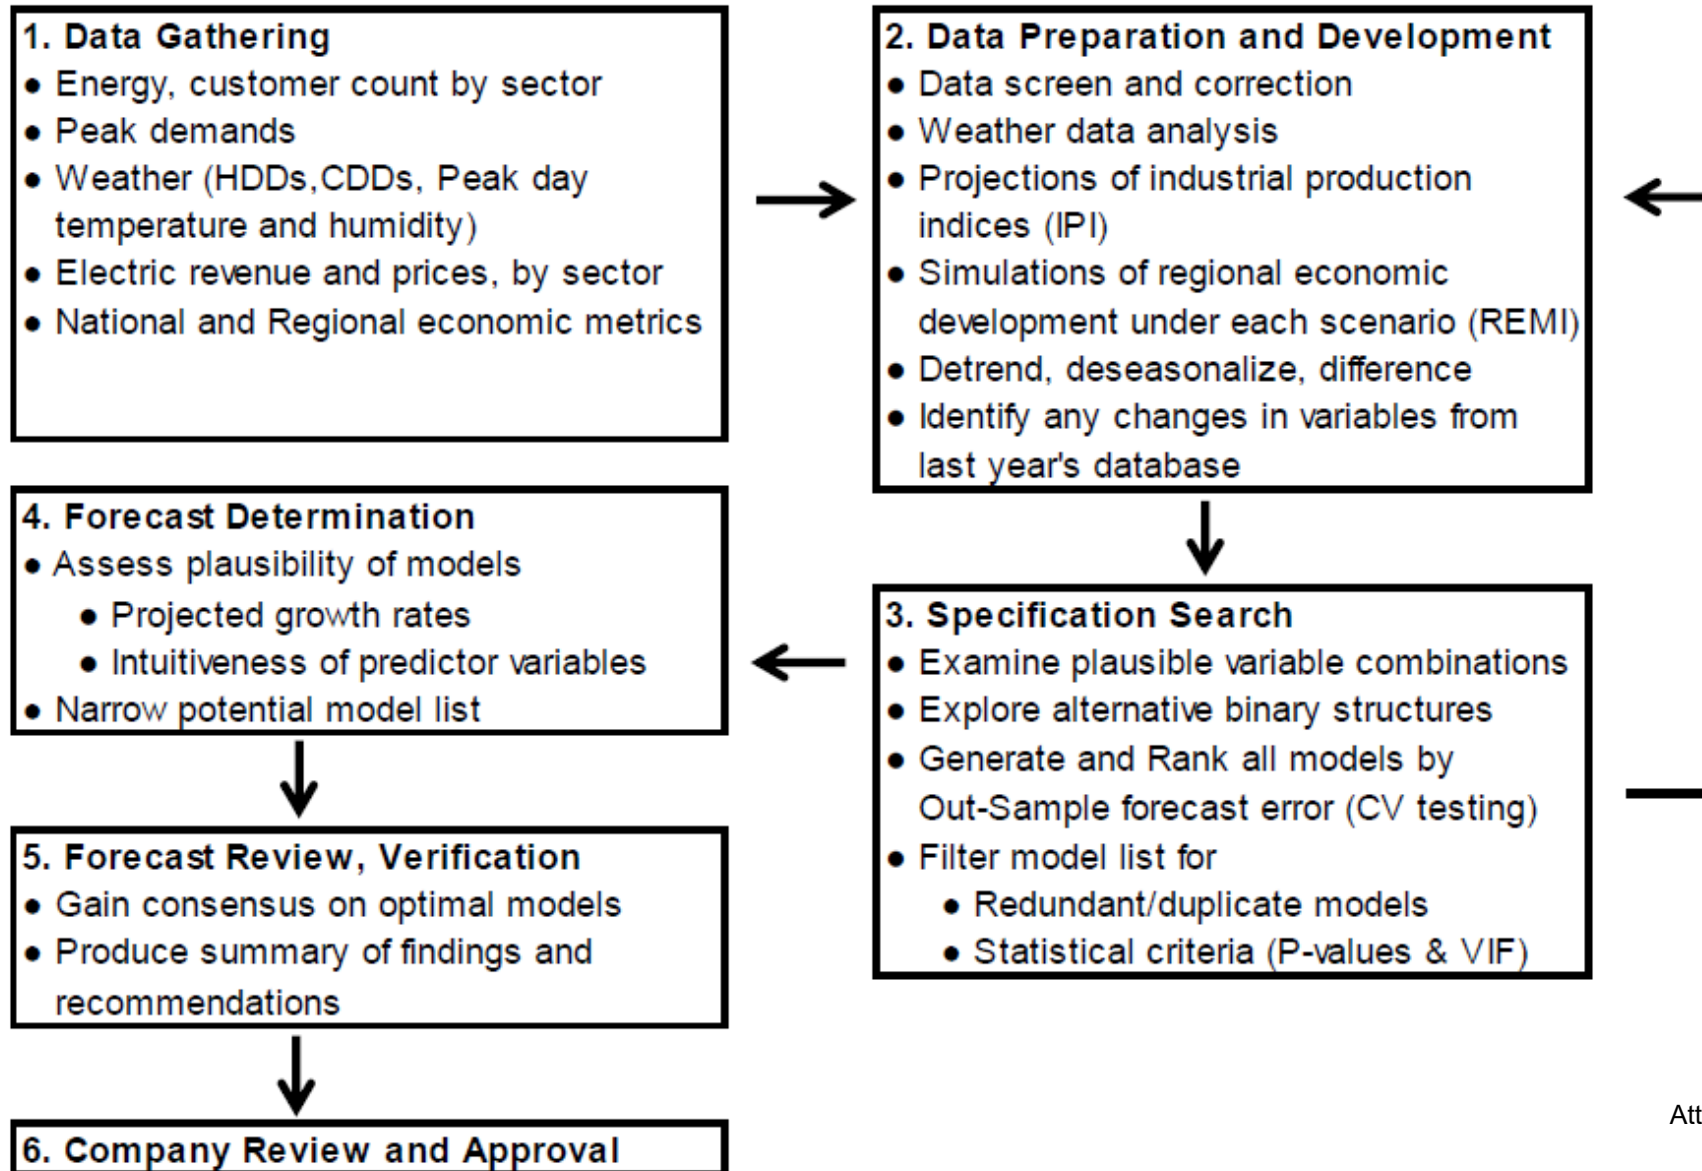 1. Data Gathering
● Energy, customer count by sector
● Peak demands
● Weather (HDDs,CDDs, Peak day
temperature and humidity)
● Electric revenue and prices, by sector
● National and Regional economic metrics
2. Data Preparation and Development
● Data screen and correction
● Weather data analysis
● Projections of industrial production
indices (IPI)
● Simulations of regional economic
development under each scenario (REMI)
● Detrend, deseasonalize, difference
● Identify any changes in variables from
last year's database
3. Specification Search
● Examine plausible variable combinations
● Explore alternative binary structures
● Generate and Rank all models by
Out-Sample forecast error (CV testing)
● Filter model list for
● Redundant/duplicate models
● Statistical criteria (P-values & VIF)
4. Forecast Determination
● Assess plausibility of models
● Projected growth rates
● Intuitiveness of predictor variables
● Narrow potential model list
5. Forecast Review, Verification
● Gain consensus on optimal models
● Produce summary of findings and
recommendations
6. Company Review and Approval
Att